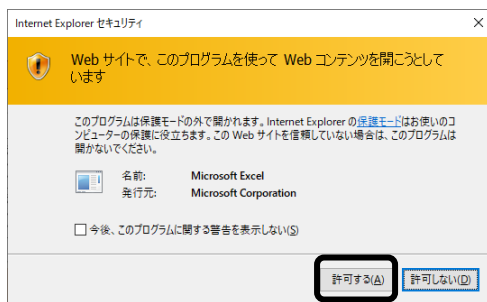 Internet Explorer セキュリティ
Web サイトで、このプログラムを使って Web コンテンツを開こうとして
います
このプログラムは保護モードの外で開かれます。Internet Explorer の保護モードはお使いのコ
ンピューターの保護に役立ちます。この Web サイトを信頼していない場合は、このプログラムは
開かないでください。
名前: Microsoft Excel
発行元: Microsoft Corporation
今後、このプログラムに関する警告を表示しない(S)
許可する(A) 許可しない(D)